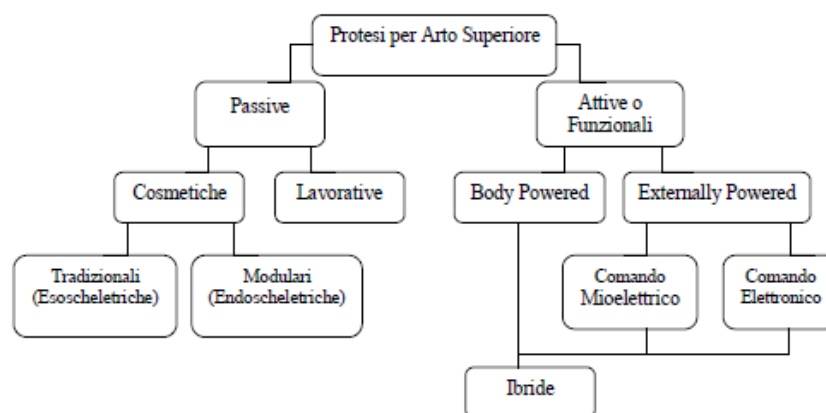 Protesi per Arto Superiore
Passive
Attive o
Funzionali
Cosmetiche
Lavorative
Body Powered
Externally Powered
Tradizionali
(Esoscheletriche)
Modulari
(Endoscheletriche)
Comando
Mioelettrico
Comando
Elettronico
Ibride